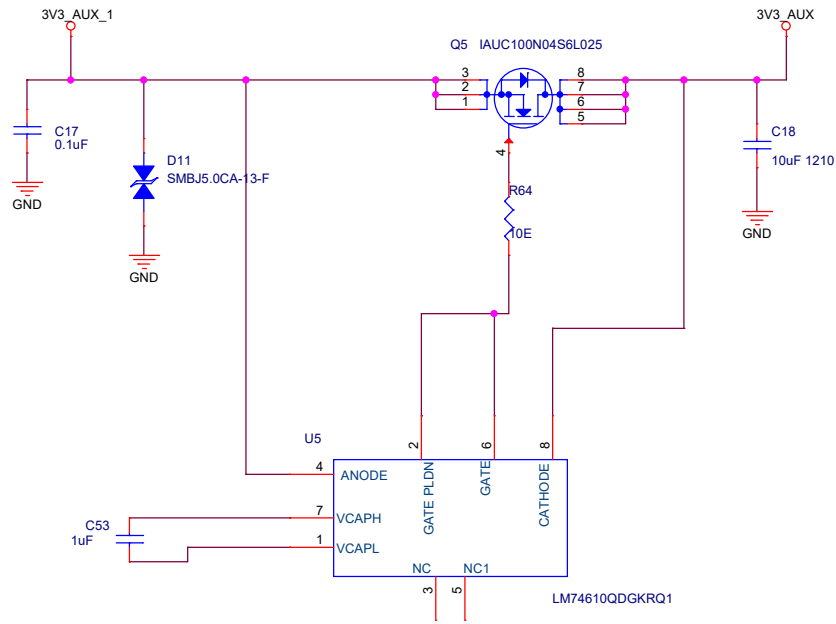 3V3_AUX_1
3V3_AUX
Q5 IAUC100N04S6L025
3
2
1
8
7
6
5
4
C17
0.1uF
GND
D11
SMBJ5.0CA-13-F
GND
R64
10E
C18
10uF 1210
GND
U5
2
6
8
4
ANODE
GATE PLDN
GATE
CATHODE
C53
1uF
7
VCAPH
1
VCAPL
NC
NC1
3
5
LM74610QDGKRQ1